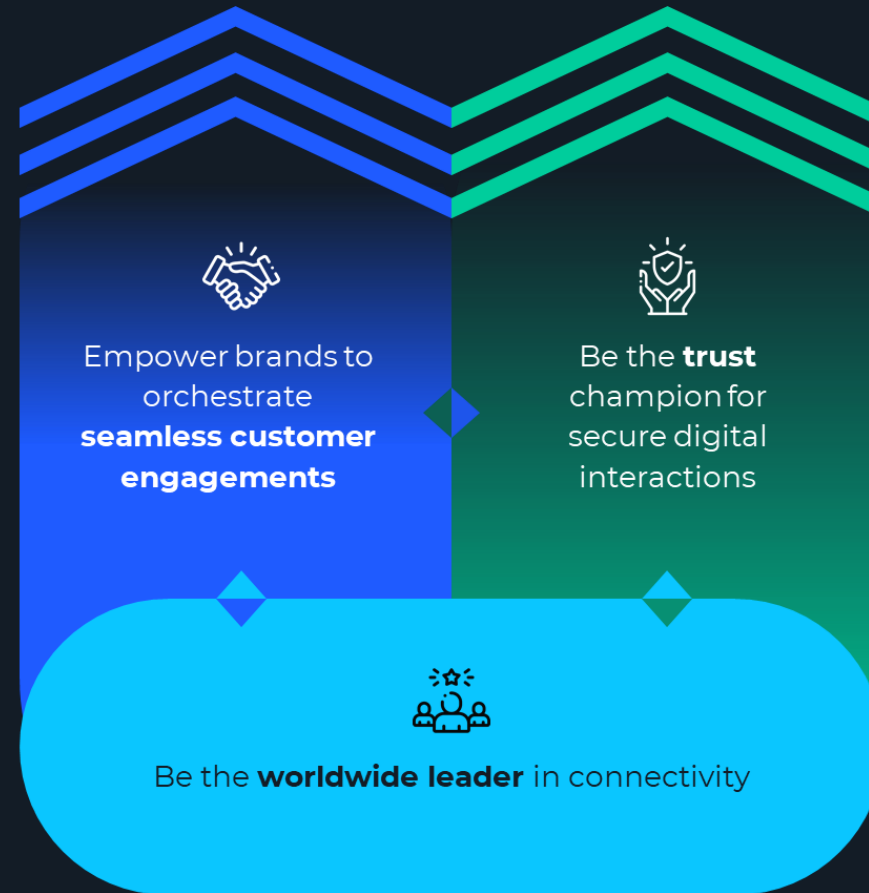 Empower brands to
orchestrate
seamless customer
engagements
Be the trust
champion for
secure digital
interactions
Be the worldwide leader in connectivity